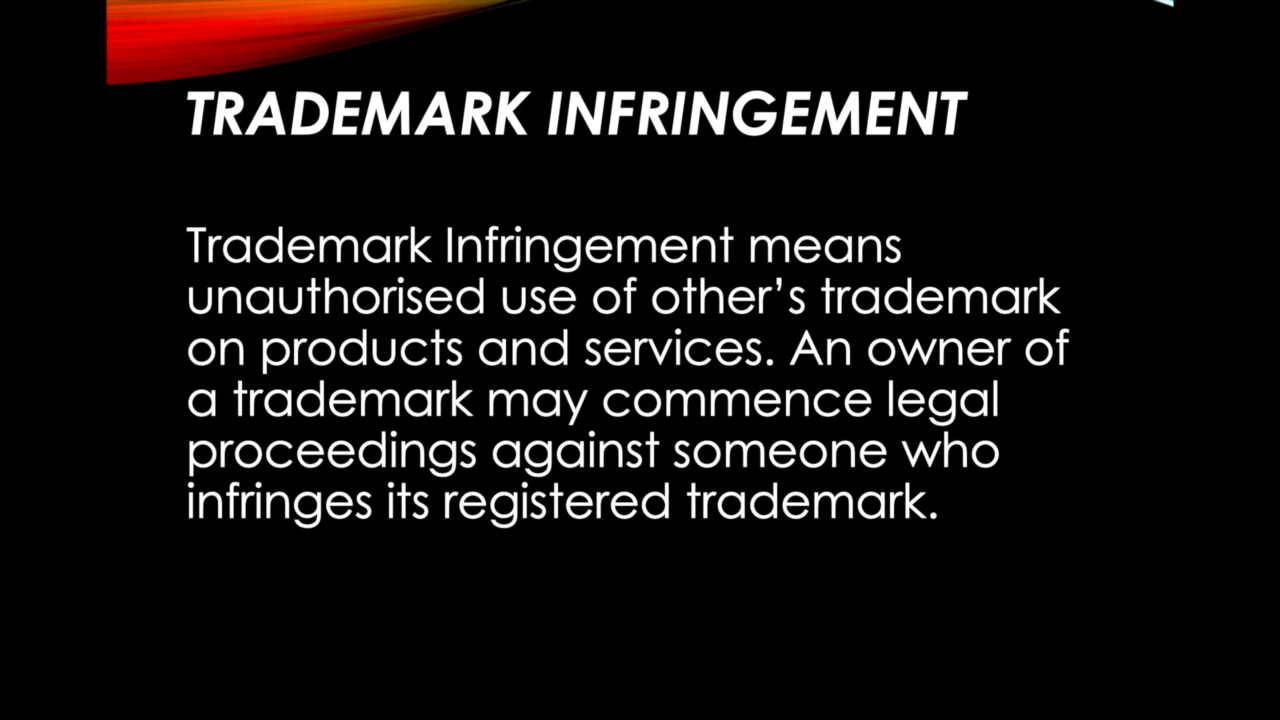 TRADEMARK INFRINGEMENT
Trademark Infringement means
unauthorised use of other’s trademark
on products and services. An owner of
a trademark may commence legal
proceedings against someone who
infringes its registered trademark.